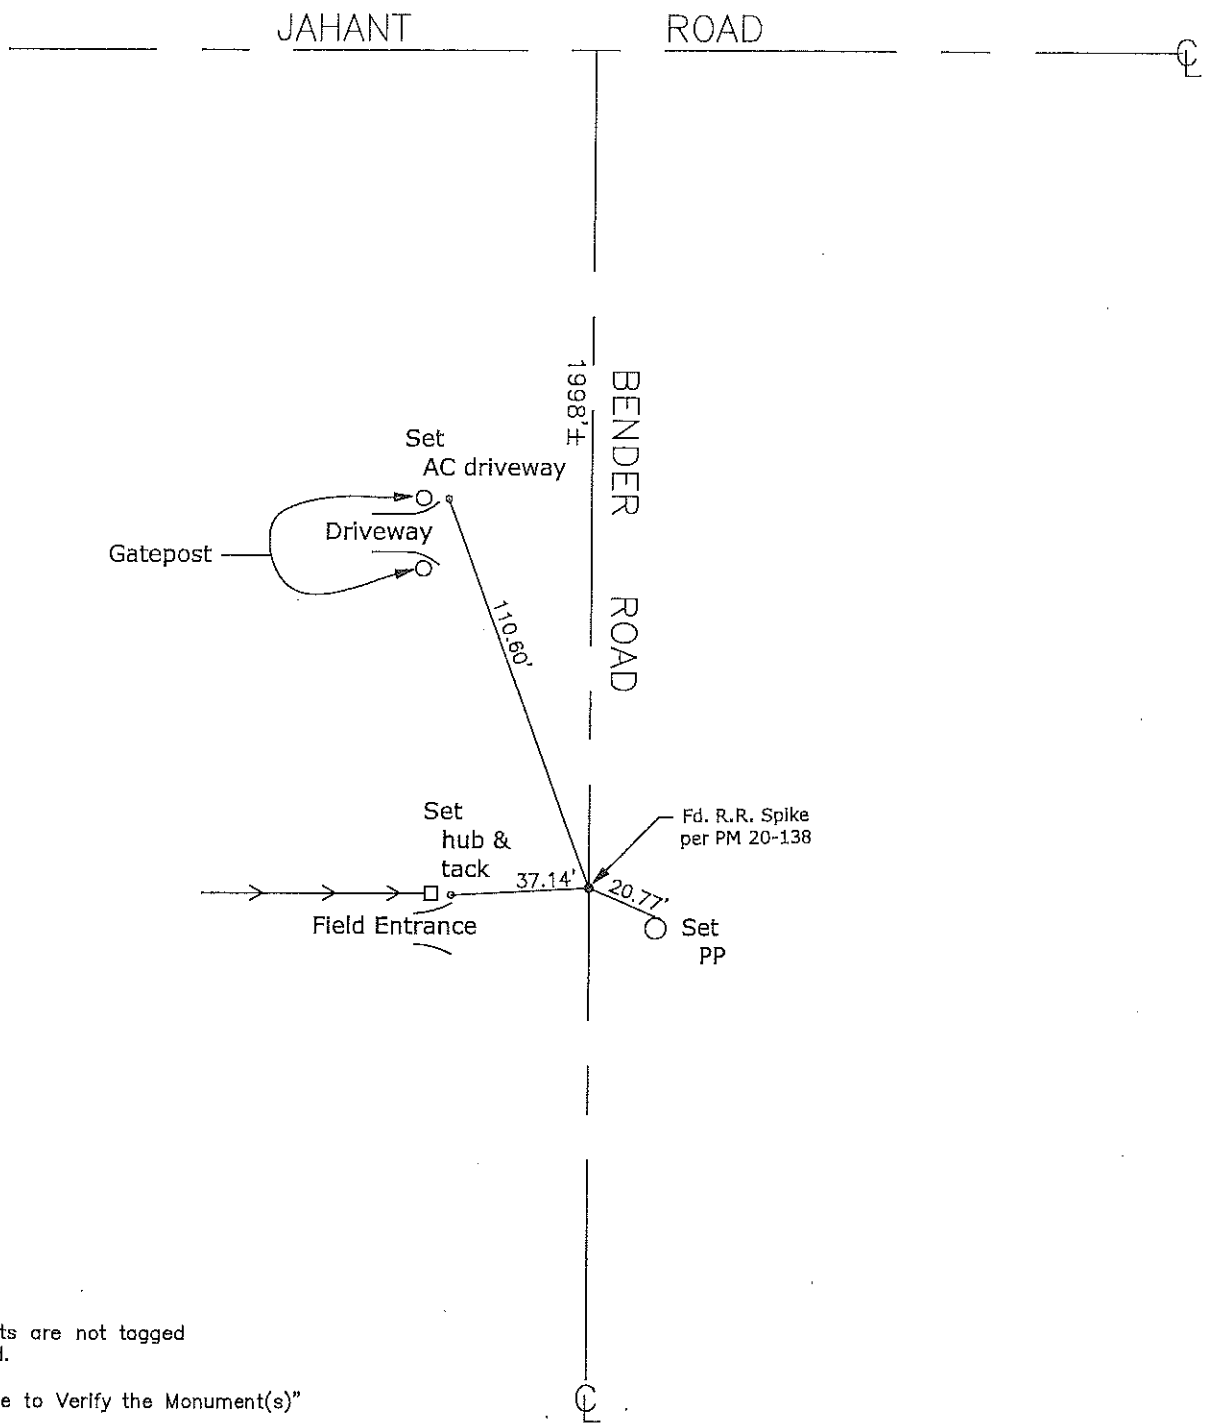 JAHANT ROAD
℄
1998'±
BENDER ROAD
Set
AC driveway
Driveway
Gatepost
110.60'
Set
hub &
tack
Fd. R.R. Spike
per PM 20-138
37.14'
20.77'
Field Entrance
Set
PP
ts are not tagged
d.
e to Verify the Monument(s)"
℄